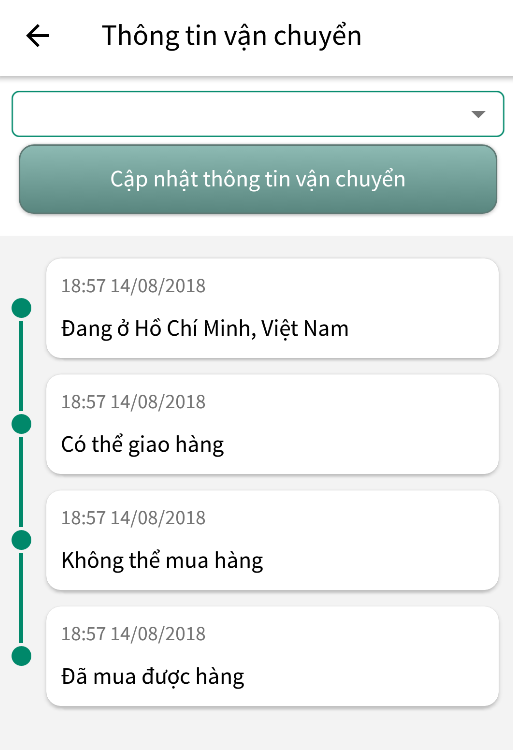 Thông tin vận chuyển
Cập nhật thông tin vận chuyển
18:57 14/08/2018
Đang ở Hồ Chí Minh, Việt Nam
18:57 14/08/2018
Có thể giao hàng
18:57 14/08/2018
Không thể mua hàng
18:57 14/08/2018
Đã mua được hàng